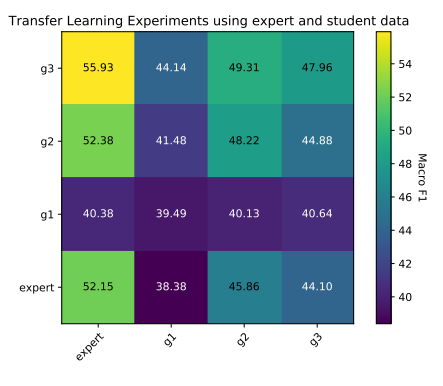 Transfer Learning Experiments using expert and student data
g3 55.93 44.14 49.31 47.96
g2 52.38 41.48 48.22 44.88
g1 40.38 39.49 40.13 40.64
expert 52.15 38.38 45.86 44.10
expert g1 g2 g3
54
52
50
48
46
44
42
40
Macro F1